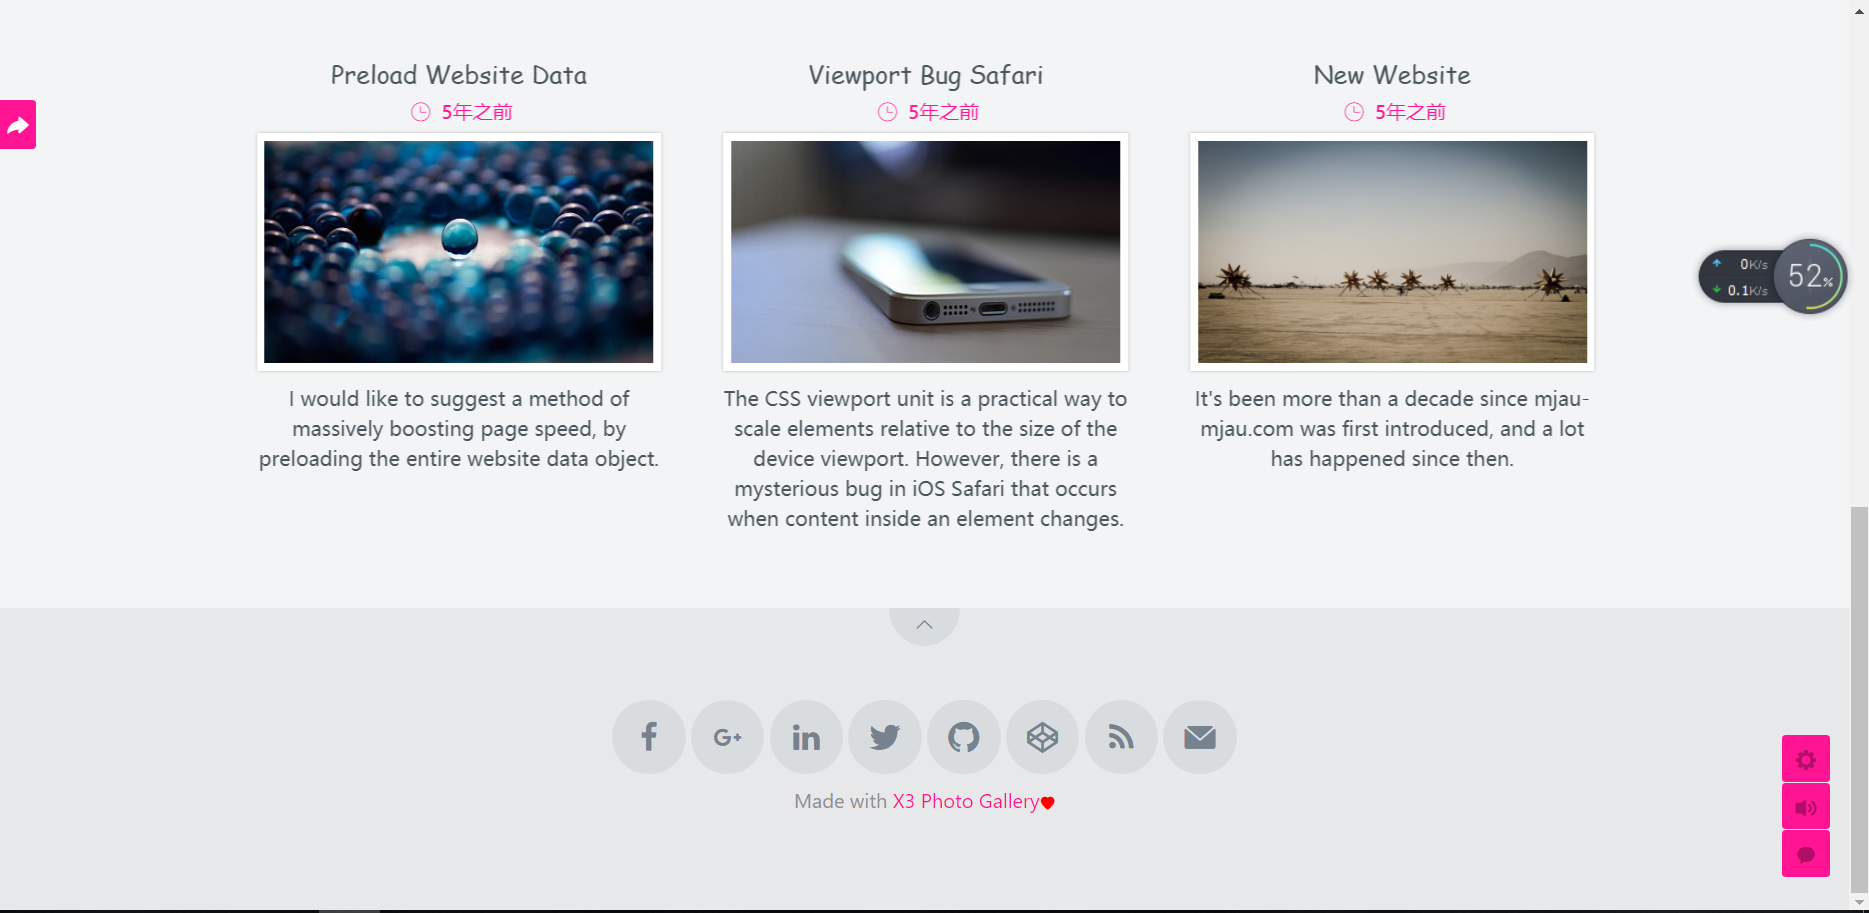 Preload Website Data
5年之前
I would like to suggest a method of
massively boosting page speed, by
preloading the entire website data object.
Viewport Bug Safari
5年之前
The CSS viewport unit is a practical way to
scale elements relative to the size of the
device viewport. However, there is a
mysterious bug in iOS Safari that occurs
when content inside an element changes.
New Website
5年之前
It's been more than a decade since mjau-
mjau.com was first introduced, and a lot
has happened since then.
0K/s
0.1K/s
52%
G+
in
Made with X3 Photo Gallery